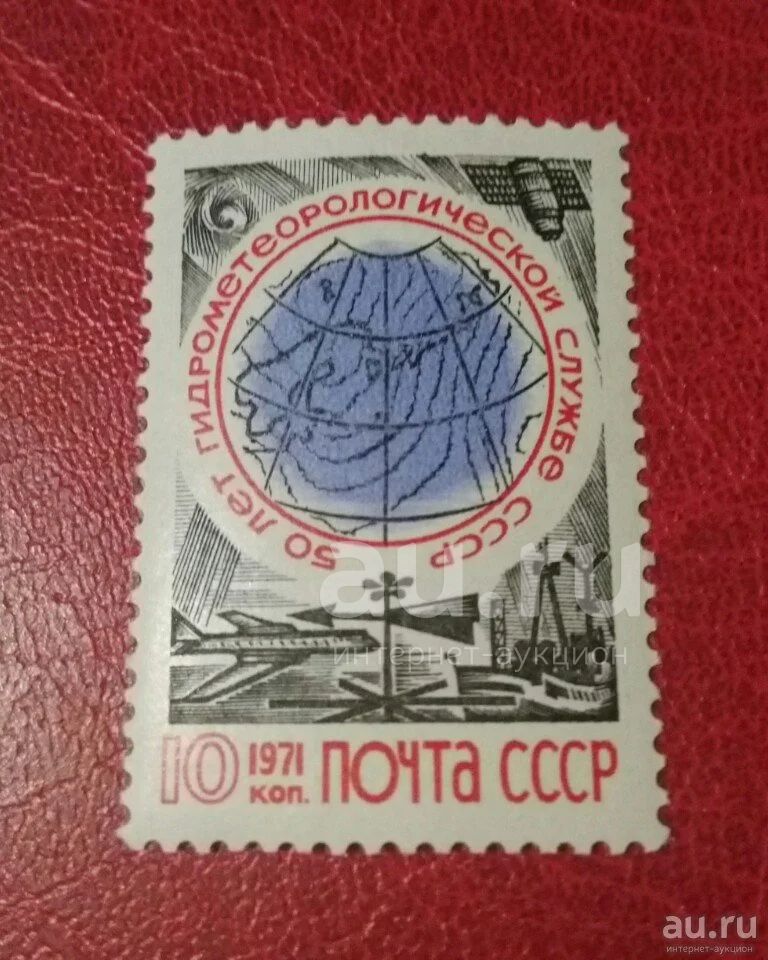 50 ЛЕТ ГИДРОМЕТЕОРОЛОГИЧЕСКОЙ СЛУЖБЕ СССР
au.ru
интернет-аукцион
10 1971 КОП. ПОЧТА СССР
au.ru
интернет-аукцион